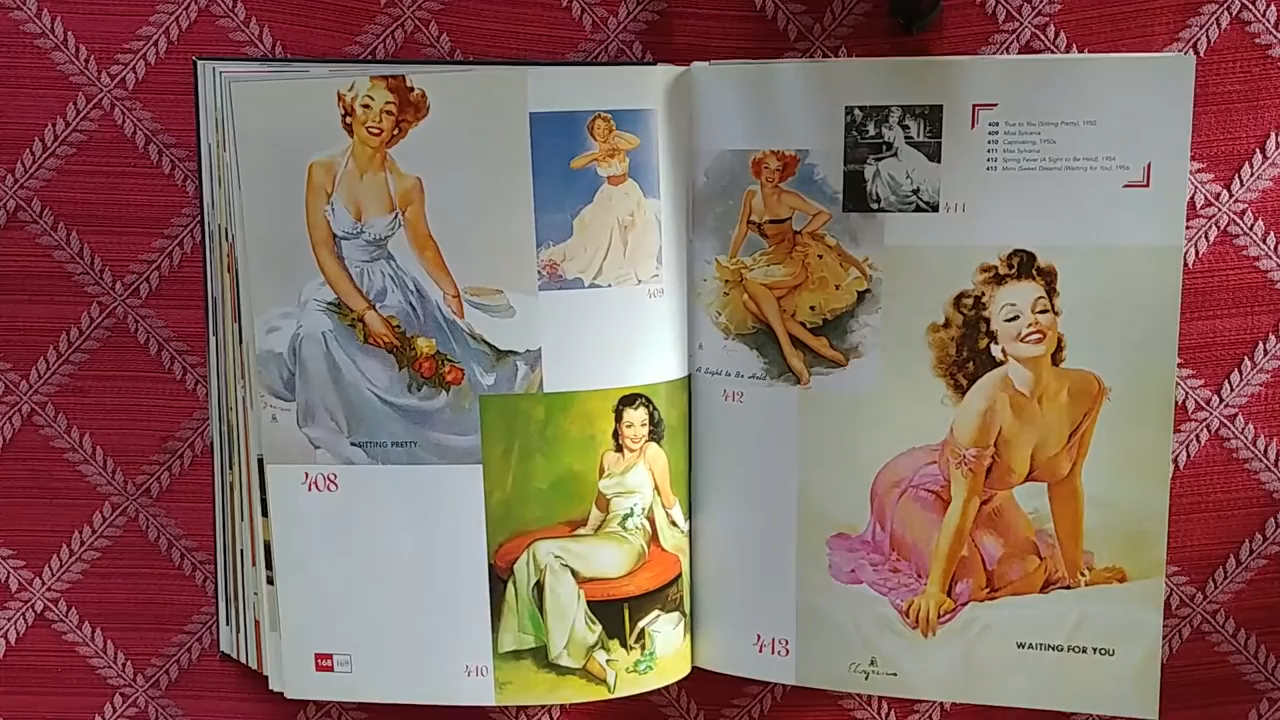 SITTING PRETTY
408
409
410
168 169
408 True to You (Sitting Pretty), 1950
409 Miss Sylvania
410 Captivating, 1950s
411 Miss Sylvania
412 Spring Fever (A Sight to Be Held), 1954
413 Mimi (Sweet Dreams) (Waiting for You), 1956
411
A Sight to Be Held
412
413
Elvgren
WAITING FOR YOU